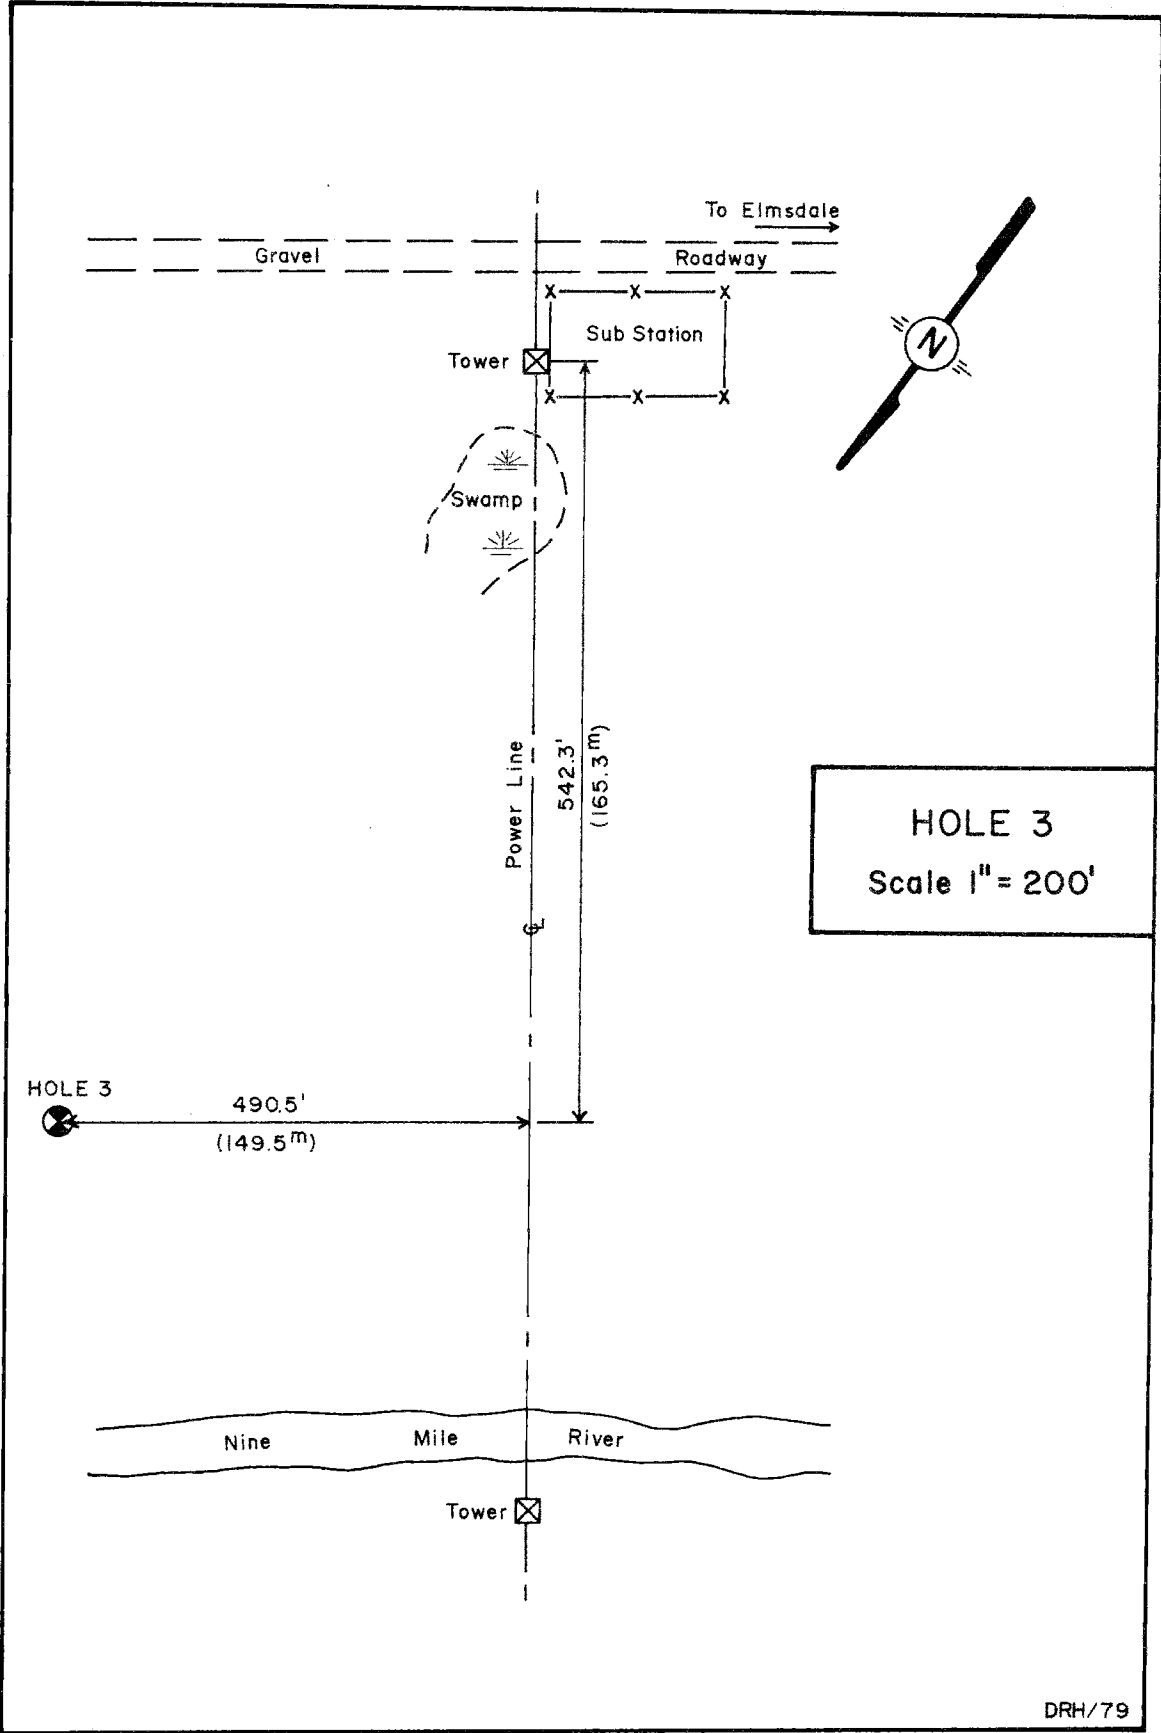 To Elmsdale
Gravel
Roadway
Sub Station
Tower
N
Swamp
Power Line
542.3'
(165.3m)
HOLE 3
Scale 1" = 200'
℄
HOLE 3
490.5'
(149.5m)
Nine Mile River
Tower
DRH/79